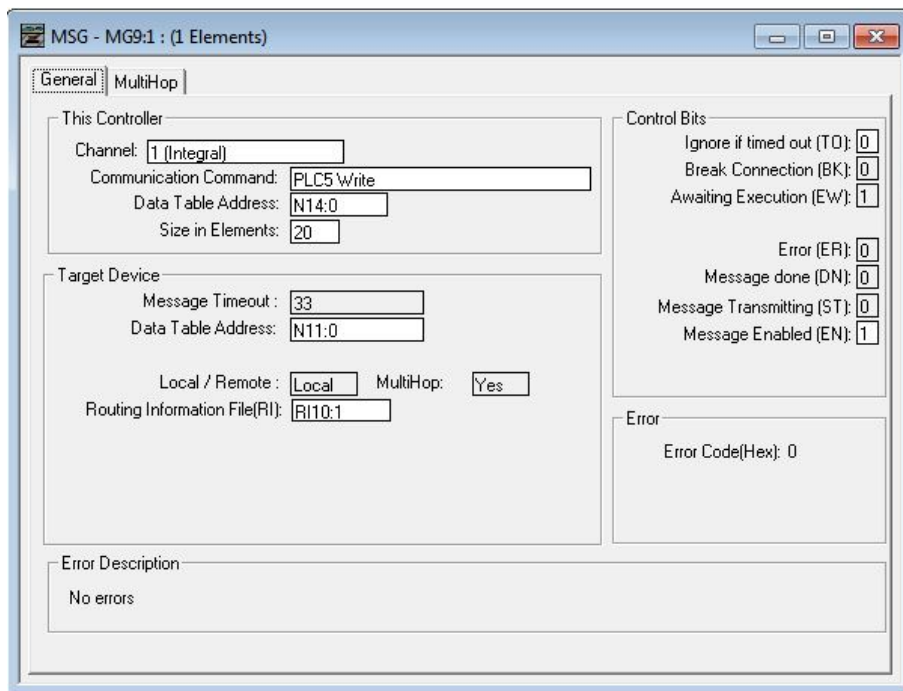 MSG - MG9:1 : (1 Elements)
General MultiHop
This Controller
Channel: 1 (Integral)
Communication Command: PLC5 Write
Data Table Address: N14:0
Size in Elements: 20
Target Device
Message Timeout : 33
Data Table Address: N11:0
Local / Remote : Local MultiHop: Yes
Routing Information File(RI): RI10:1
Control Bits
Ignore if timed out (TO): 0
Break Connection (BK): 0
Awaiting Execution (EW): 1
Error (ER): 0
Message done (DN): 0
Message Transmitting (ST): 0
Message Enabled (EN): 1
Error
Error Code(Hex): 0
Error Description
No errors